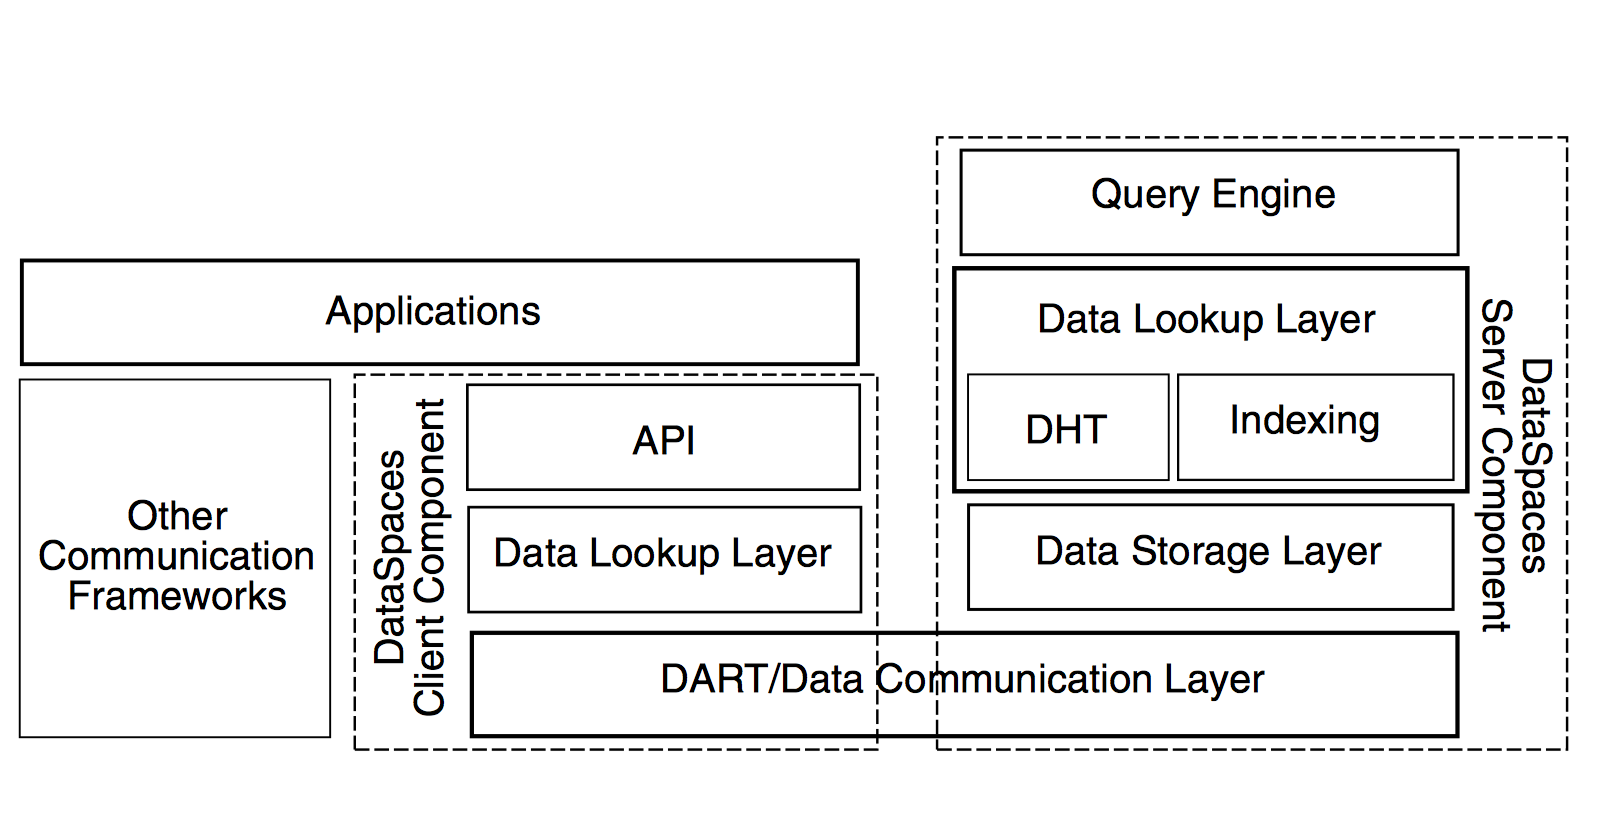 Query Engine
Applications
Data Lookup Layer
DHT
Indexing
DataSpaces
Server Component
DataSpaces
Client Component
API
Other
Communication
Frameworks
Data Lookup Layer
Data Storage Layer
DART/Data Communication Layer